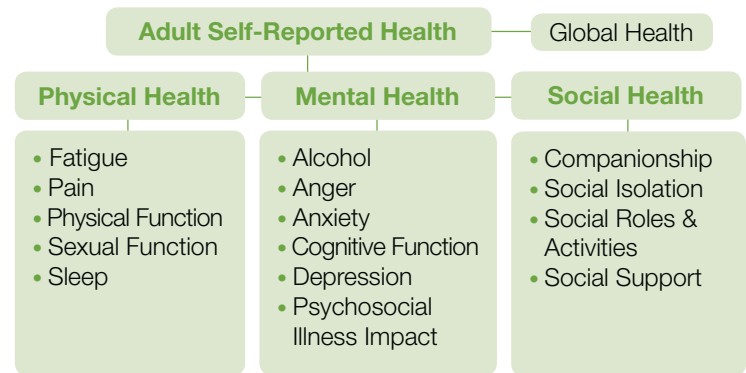 Adult Self-Reported Health
Global Health
Physical Health
• Fatigue
• Pain
• Physical Function
• Sexual Function
• Sleep
Mental Health
• Alcohol
• Anger
• Anxiety
• Cognitive Function
• Depression
• Psychosocial
Illness Impact
Social Health
• Companionship
• Social Isolation
• Social Roles &
Activities
• Social Support